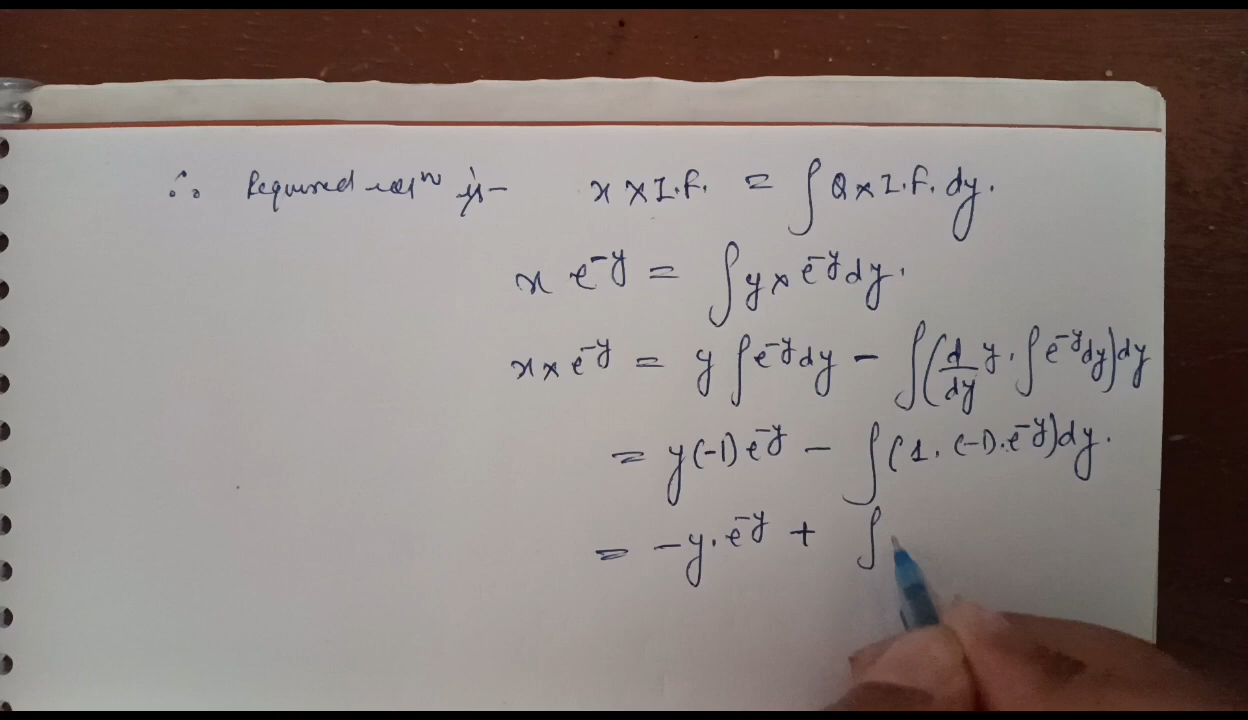 ∴ Required solⁿ is- x × I.F. = ∫ Q × I.F. dy.
x e^-y = ∫ y × e^-y dy.
x × e^-y = y ∫ e^-y dy - ∫ (d/dy y . ∫ e^-y dy) dy
= y(-1) e^-y - ∫ (1. (-1). e^-y) dy.
= -y. e^-y + ∫